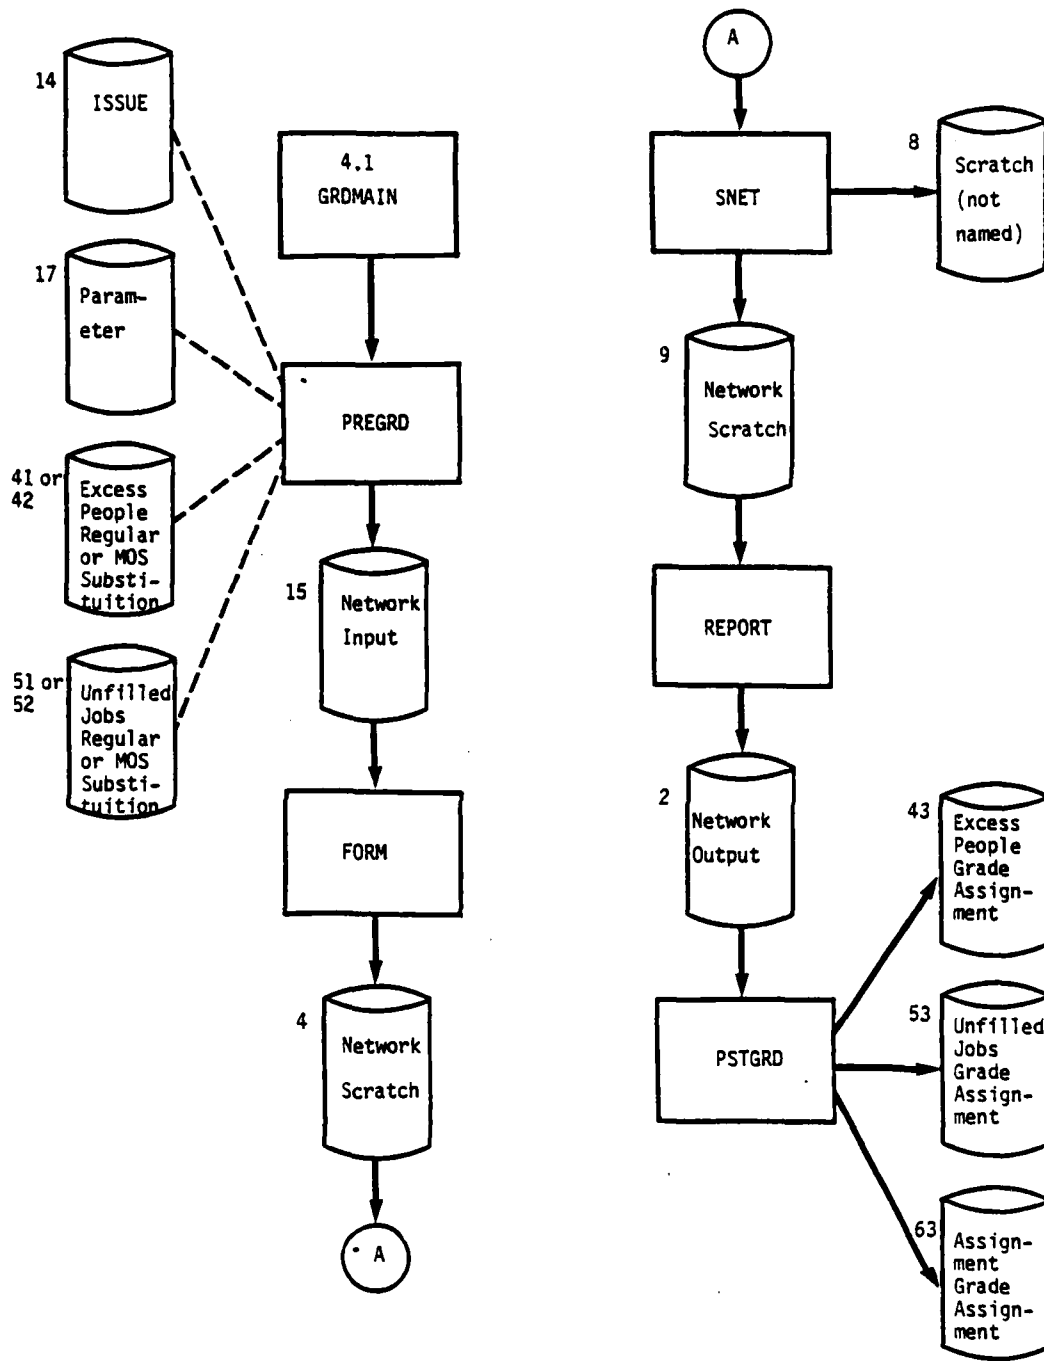 14
ISSUE
4.1
GRDMAIN
17
Param-
eter
PREGRD
41 or
42
Excess
People
Regular
or MOS
Substi-
tuition
15
Network
Input
51 or
52
Unfilled
Jobs
Regular
or MOS
Substi-
tuition
FORM
4
Network
Scratch
A
A
SNET
8
Scratch
(not
named)
9
Network
Scratch
REPORT
2
Network
Output
PSTGRD
43
Excess
People
Grade
Assign-
ment
53
Unfilled
Jobs
Grade
Assign-
ment
63
Assign-
ment
Grade
Assign-
ment